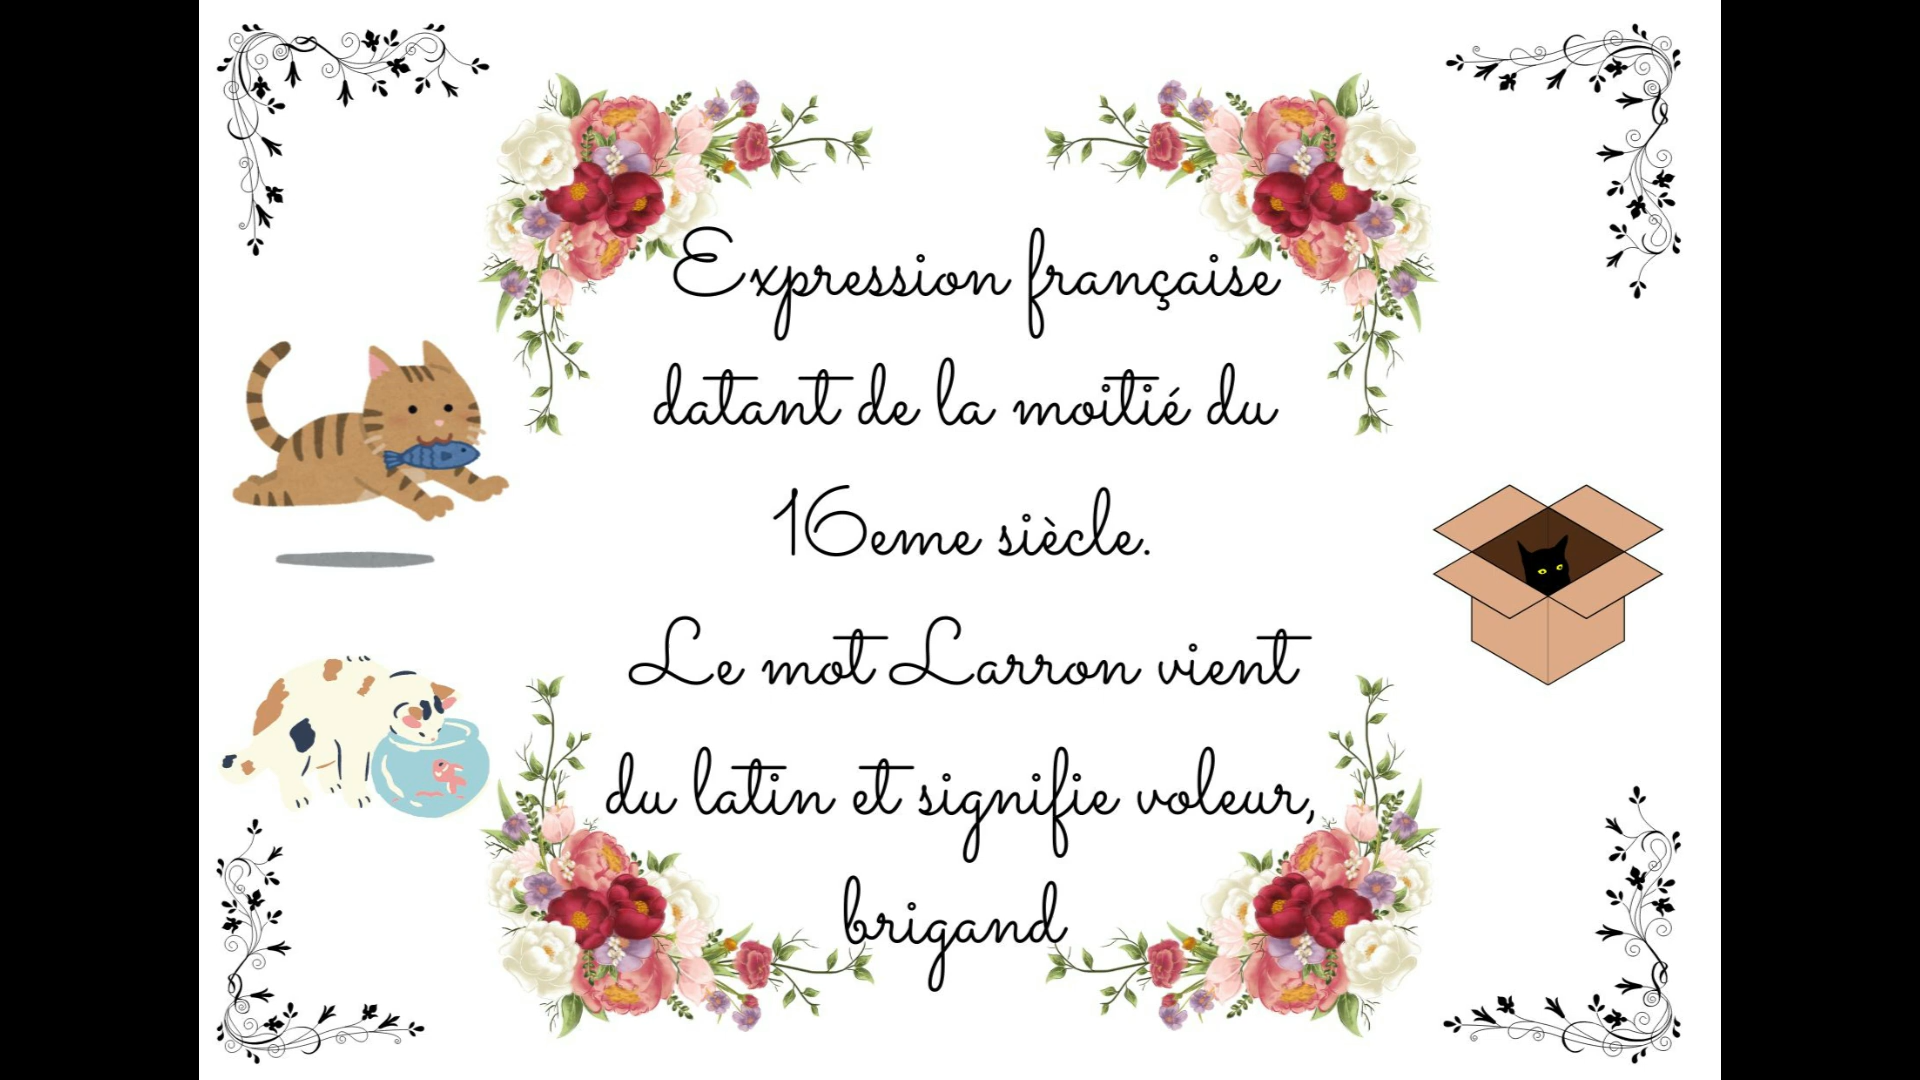 Expression française
datant de la moitié du
16eme siècle.
Le mot Larron vient
du latin et signifie voleur,
brigand